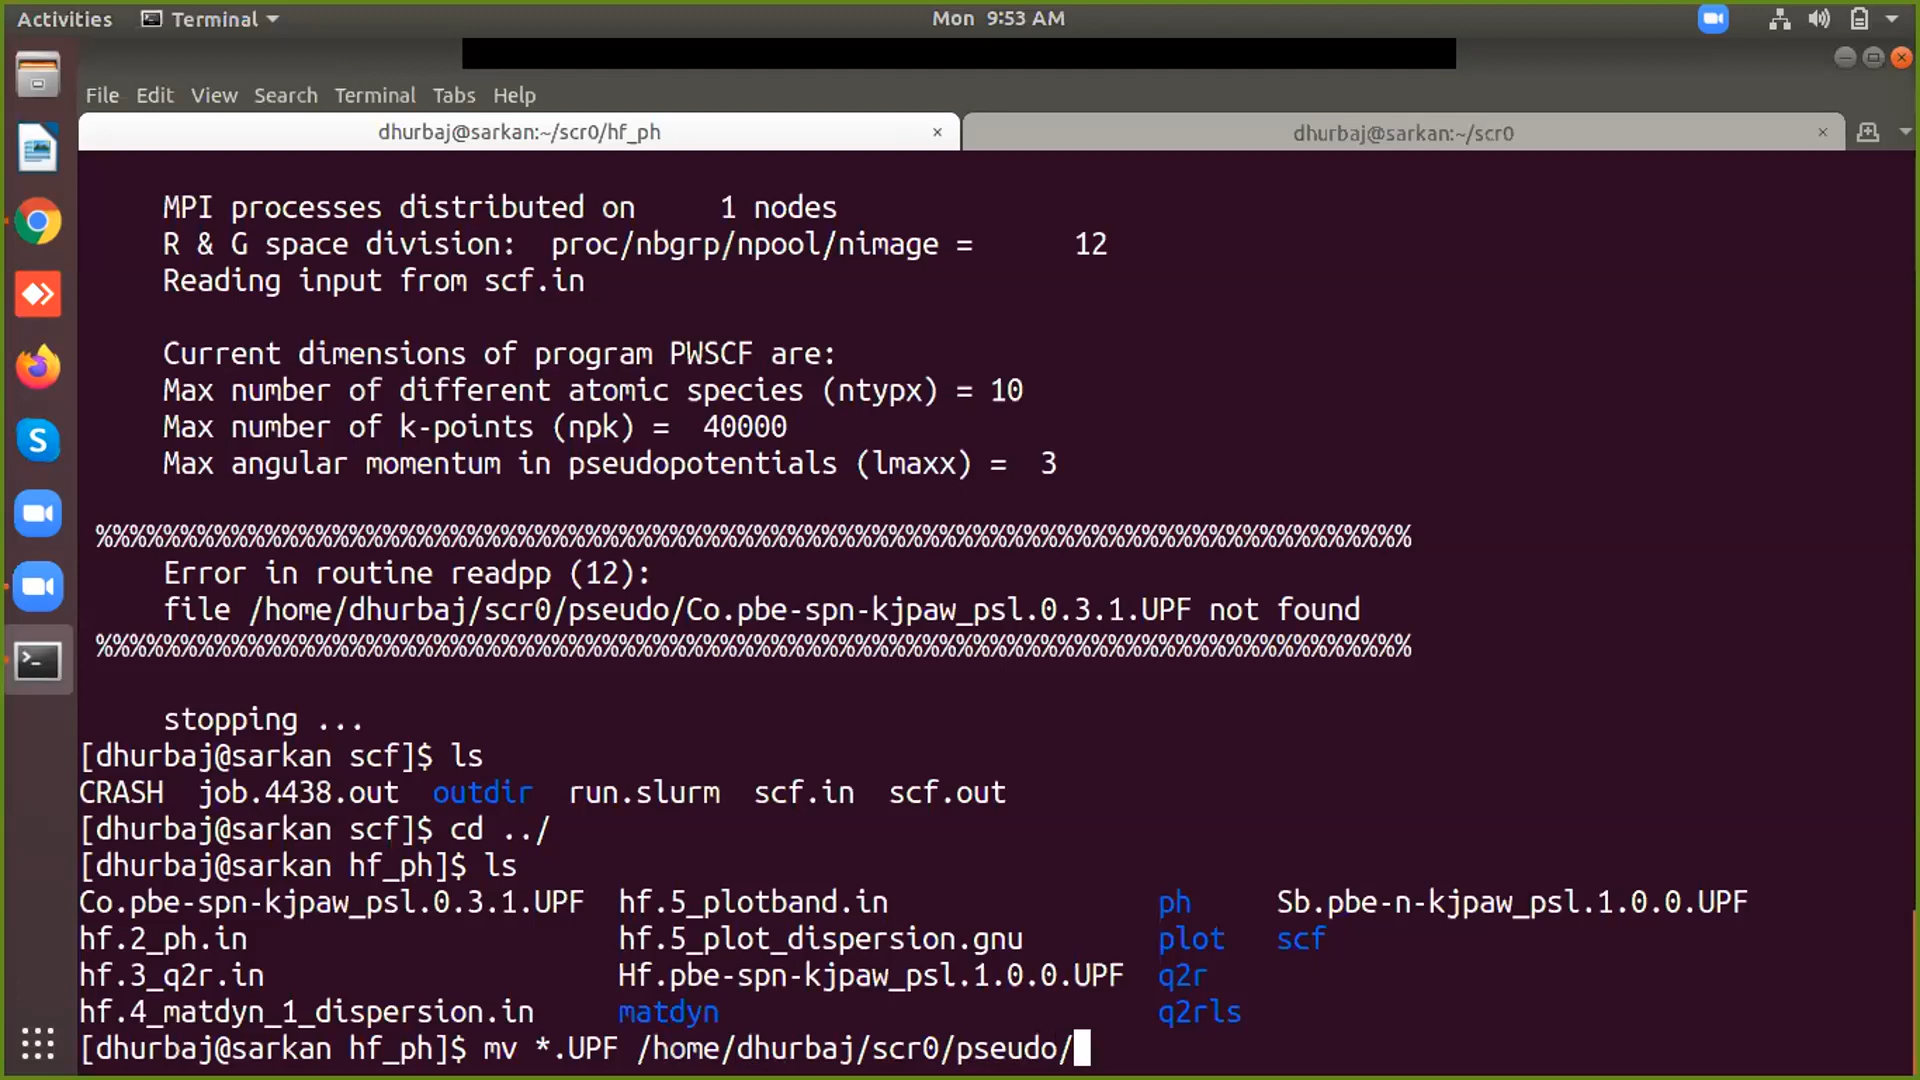 Activities Terminal Mon 9:53 AM
File Edit View Search Terminal Tabs Help
dhurbaj@sarkan:~/scr0/hf_ph × dhurbaj@sarkan:~/scr0 ×
MPI processes distributed on     1 nodes
R & G space division:  proc/nbgrp/npool/nimage =      12
Reading input from scf.in
Current dimensions of program PWSCF are:
Max number of different atomic species (ntypx) = 10
Max number of k-points (npk) =  40000
Max angular momentum in pseudopotentials (lmaxx) =  3
%%%%%%%%%%%%%%%%%%%%%%%%%%%%%%%%%%%%%%%%%%%%%%%%%%%%%%%%%%%%%%%%%%%%%%%%%%%%%%%%
Error in routine readpp (12):
file /home/dhurbaj/scr0/pseudo/Co.pbe-spn-kjpaw_psl.0.3.1.UPF not found
%%%%%%%%%%%%%%%%%%%%%%%%%%%%%%%%%%%%%%%%%%%%%%%%%%%%%%%%%%%%%%%%%%%%%%%%%%%%%%%%
stopping ...
[dhurbaj@sarkan scf]$ ls
CRASH  job.4438.out  outdir  run.slurm  scf.in  scf.out
[dhurbaj@sarkan scf]$ cd ../
[dhurbaj@sarkan hf_ph]$ ls
Co.pbe-spn-kjpaw_psl.0.3.1.UPF  hf.5_plotband.in                ph     Sb.pbe-n-kjpaw_psl.1.0.0.UPF
hf.2_ph.in                      hf.5_plot_dispersion.gnu        plot   scf
hf.3_q2r.in                     Hf.pbe-spn-kjpaw_psl.1.0.0.UPF  q2r
hf.4_matdyn_1_dispersion.in     matdyn                          q2rls
[dhurbaj@sarkan hf_ph]$ mv *.UPF /home/dhurbaj/scr0/pseudo/